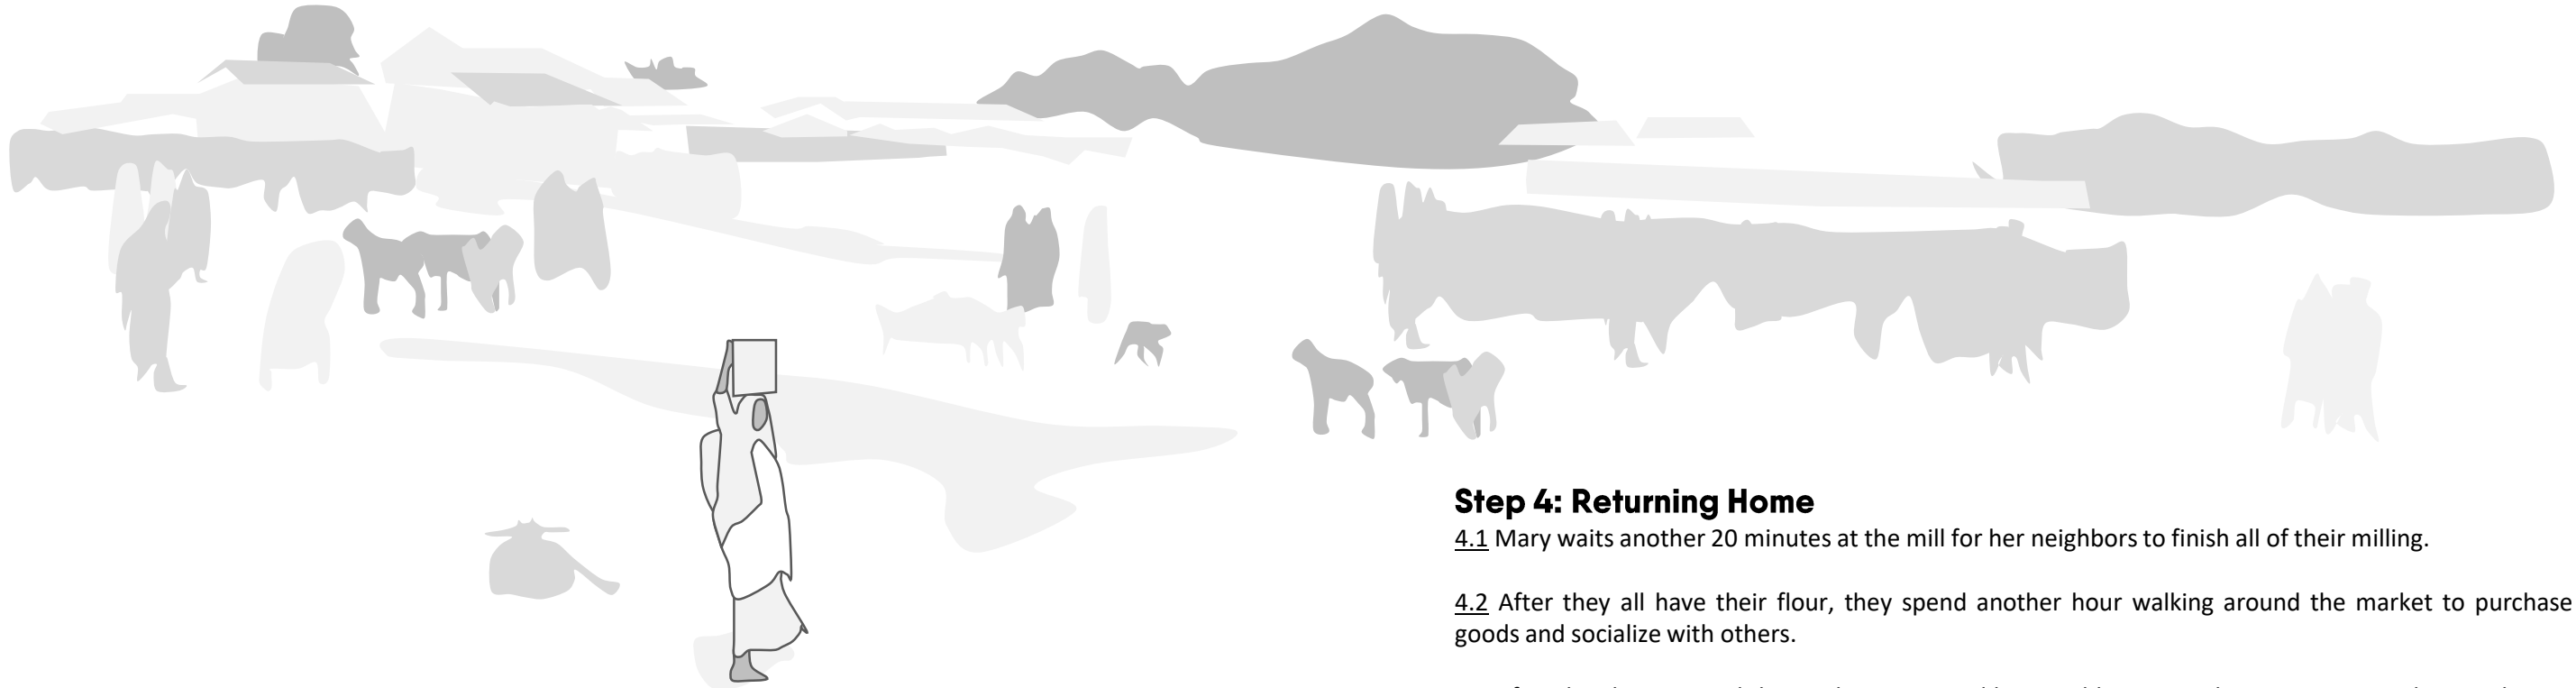 Step 4: Returning Home
4.1 Mary waits another 20 minutes at the mill for her neighbors to finish all of their milling.
4.2 After they all have their flour, they spend another hour walking around the market to purchase
goods and socialize with others.